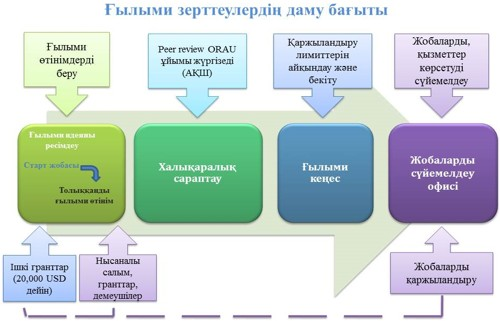 Ғылыми зерттеулердің даму бағыты
Ғылыми
өтінімдерді
беру
Peer review ORAU
ұйымы жүргізеді
(АҚШ)
Қаржыландыру
лимиттерін
айқындау және
бекіту
Жобаларды,
қызметтер
көрсетуді
сүйемелдеу
Ғылыми идеяны
ресімдеу
Старт жобасы
Толыққанды
ғылыми өтінім
Халықаралық
сараптау
Ғылыми
кеңес
Жобаларды
сүйемелдеу
офисі
Ішкі гранттар
(20,000 USD
дейін)
Нысаналы
салым,
гранттар,
демеушілер
Жобаларды
қаржыландыру